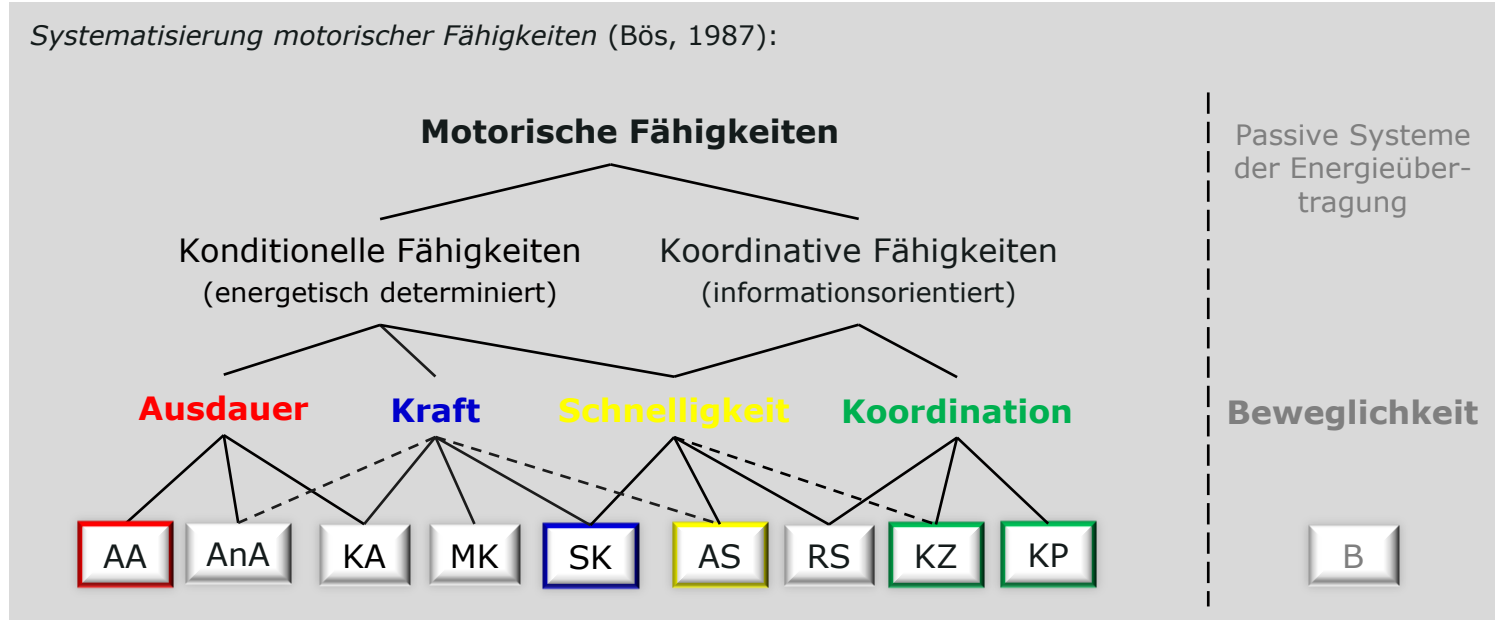 Systematisierung motorischer Fähigkeiten (Bös, 1987):
Motorische Fähigkeiten
Passive Systeme
der Energieüber-
tragung
Konditionelle Fähigkeiten
(energetisch determiniert)
Koordinative Fähigkeiten
(informationsorientiert)
Ausdauer
Kraft
Schnelligkeit
Koordination
Beweglichkeit
AA
AnA
KA
MK
SK
AS
RS
KZ
KP
B